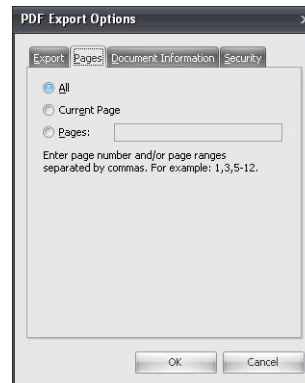 PDF Export Options
Export Pages Document Information Security
All
Current Page
Pages:
Enter page number and/or page ranges
separated by commas. For example: 1,3,5-12.
OK Cancel